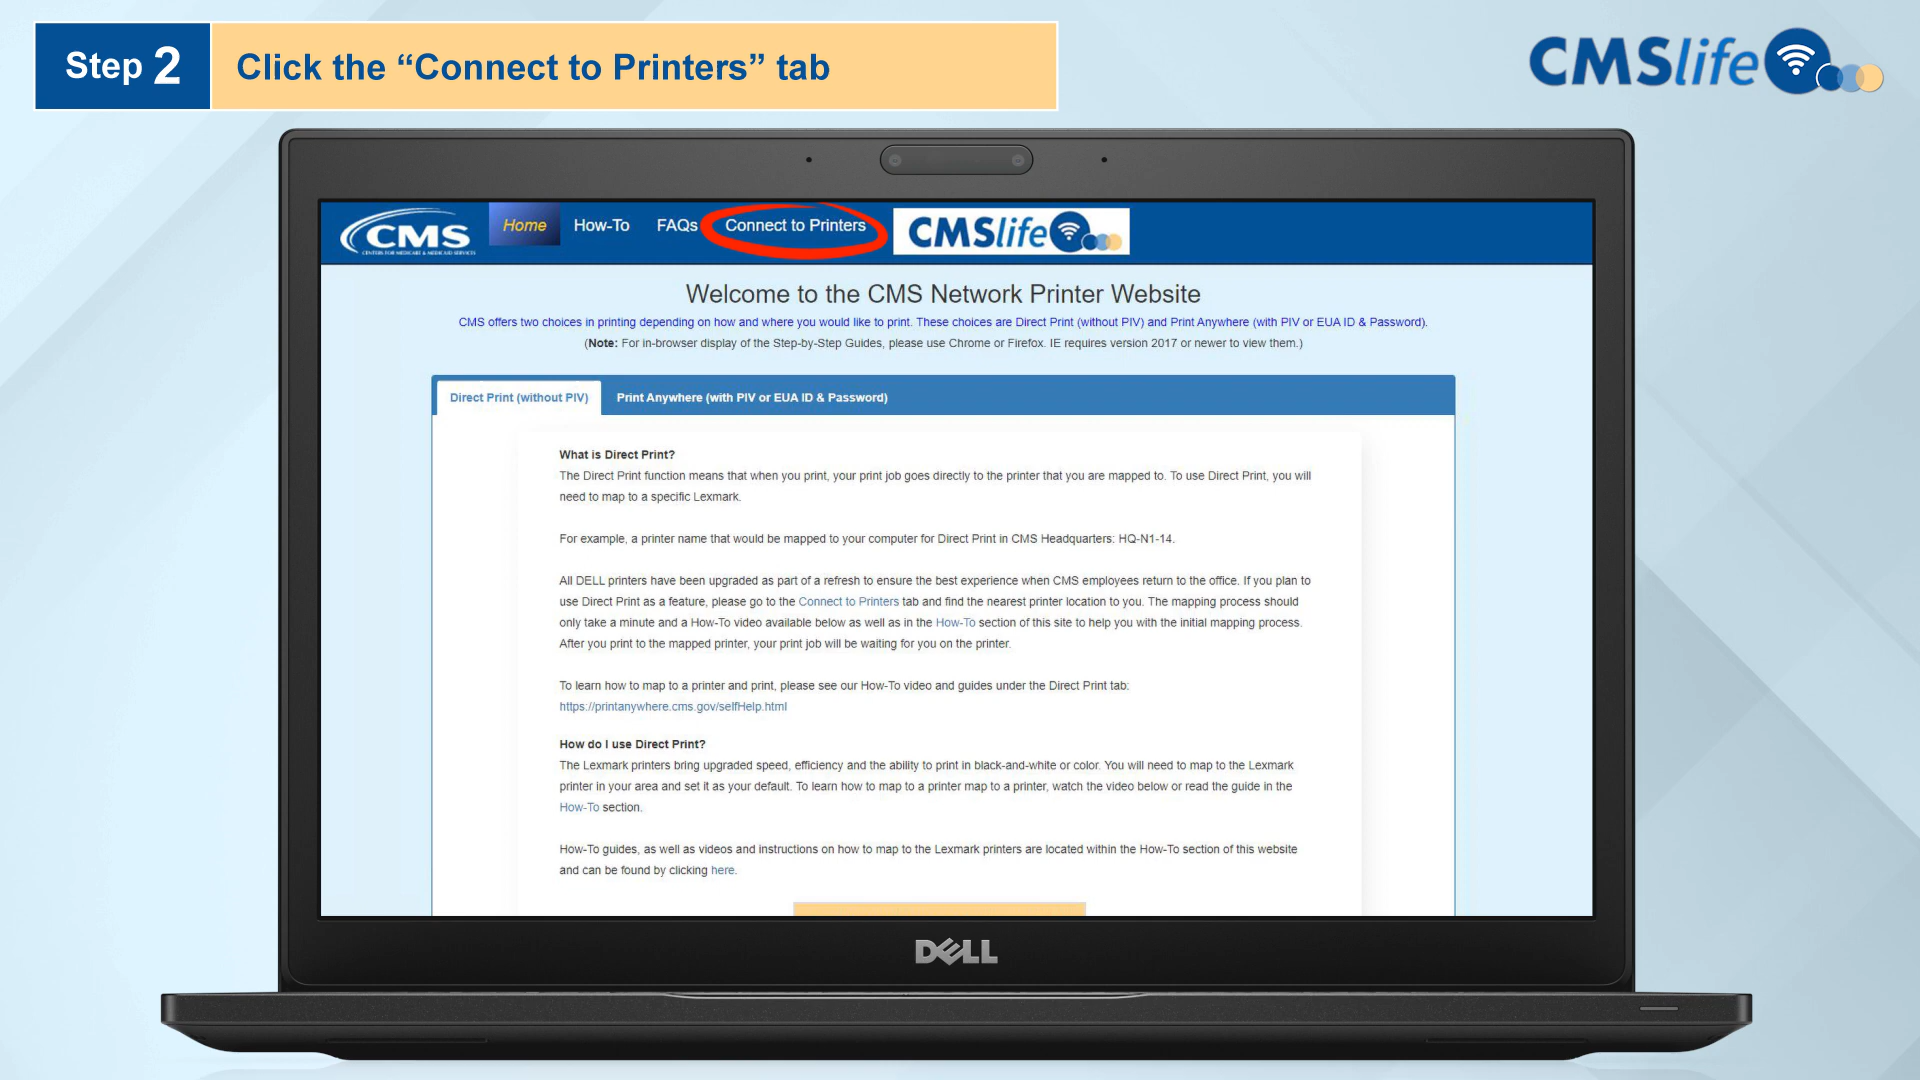 Step 2
Click the “Connect to Printers” tab
CMSlife
CMS
CENTERS FOR MEDICARE & MEDICAID SERVICES
Home
How-To
FAQs
Connect to Printers
CMSlife
Welcome to the CMS Network Printer Website
CMS offers two choices in printing depending on how and where you would like to print. These choices are Direct Print (without PIV) and Print Anywhere (with PIV or EUA ID & Password).
(Note: For in-browser display of the Step-by-Step Guides, please use Chrome or Firefox. IE requires version 2017 or newer to view them.)
Direct Print (without PIV)
Print Anywhere (with PIV or EUA ID & Password)
What is Direct Print?
The Direct Print function means that when you print, your print job goes directly to the printer that you are mapped to. To use Direct Print, you will
need to map to a specific Lexmark.
For example, a printer name that would be mapped to your computer for Direct Print in CMS Headquarters: HQ-N1-14.
All DELL printers have been upgraded as part of a refresh to ensure the best experience when CMS employees return to the office. If you plan to
use Direct Print as a feature, please go to the Connect to Printers tab and find the nearest printer location to you. The mapping process should
only take a minute and a How-To video available below as well as in the How-To section of this site to help you with the initial mapping process.
After you print to the mapped printer, your print job will be waiting for you on the printer.
To learn how to map to a printer and print, please see our How-To video and guides under the Direct Print tab:
https://printanywhere.cms.gov/selfHelp.html
How do I use Direct Print?
The Lexmark printers bring upgraded speed, efficiency and the ability to print in black-and-white or color. You will need to map to the Lexmark
printer in your area and set it as your default. To learn how to map to a printer map to a printer, watch the video below or read the guide in the
How-To section.
How-To guides, as well as videos and instructions on how to map to the Lexmark printers are located within the How-To section of this website
and can be found by clicking here.
DELL